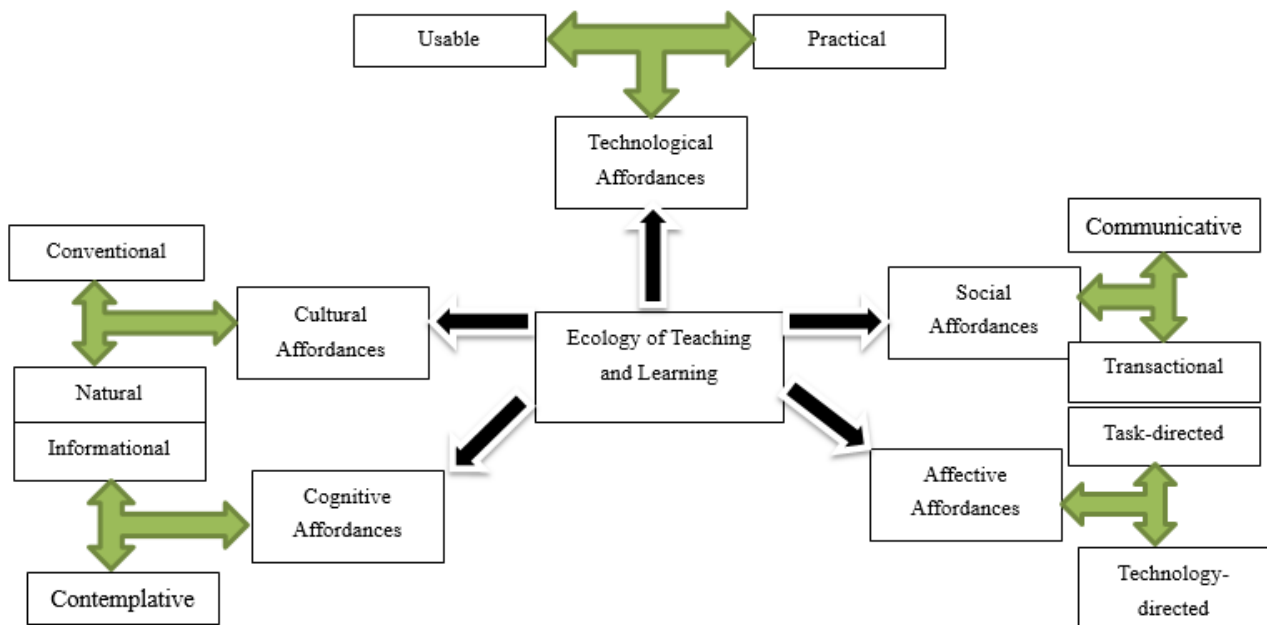 Usable
Practical
Technological
Affordances
Conventional
Communicative
Cultural
Affordances
Social
Affordances
Ecology of Teaching
and Learning
Natural
Transactional
Informational
Task-directed
Cognitive
Affordances
Affective
Affordances
Contemplative
Technology-
directed